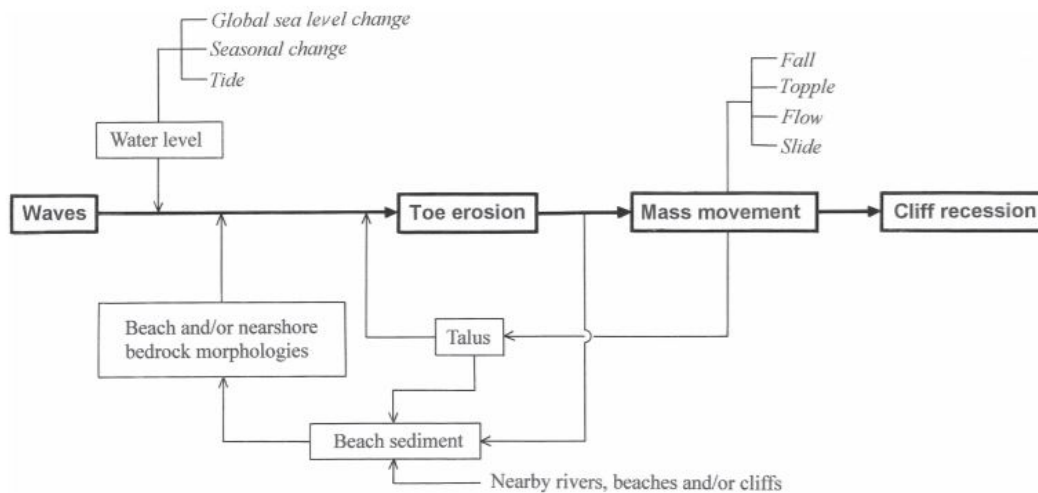 Global sea level change
Seasonal change
Tide
Fall
Topple
Flow
Slide
Water level
Waves
Toe erosion
Mass movement
Cliff recession
Beach and/or nearshore
bedrock morphologies
Talus
Beach sediment
Nearby rivers, beaches and/or cliffs